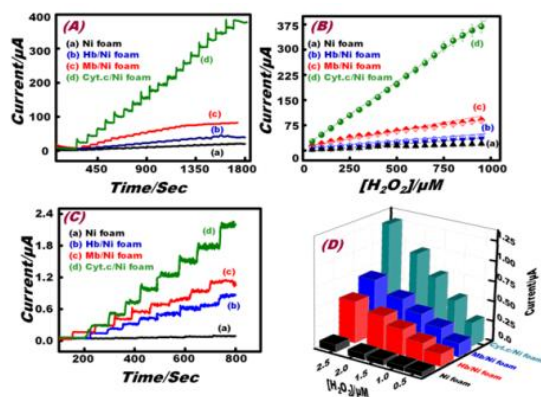 (A)
(a) Ni foam
(b) Hb/Ni foam
(c) Mb/Ni foam
(d) Cyt.c/Ni foam
(d)
(c)
(b)
(a)
Current/µA
400
300
200
100
0
450 900 1350 1800
Time/Sec
(B)
(a) Ni foam
(b) Hb/Ni foam
(c) Mb/Ni foam
(d) Cyt.c/Ni foam
(d)
(c)
(b)
(a)
Current/µA
375
300
225
150
75
0
0 250 500 750 1000
[H₂O₂]/µM
(C)
(a) Ni foam
(b) Hb/Ni foam
(c) Mb/Ni foam
(d) Cyt.c/Ni foam
(d)
(c)
(b)
(a)
Current/µA
2.4
1.8
1.2
0.6
0.0
200 400 600 800
Time/Sec
(D)
Current/µA
1.25
1.00
0.75
0.50
0.25
0.0
Cyt.c/Ni foam
Mb/Ni foam
Hb/Ni foam
Ni foam
2.5 2.0 1.5 1.0 0.5
[H₂O₂]/µM